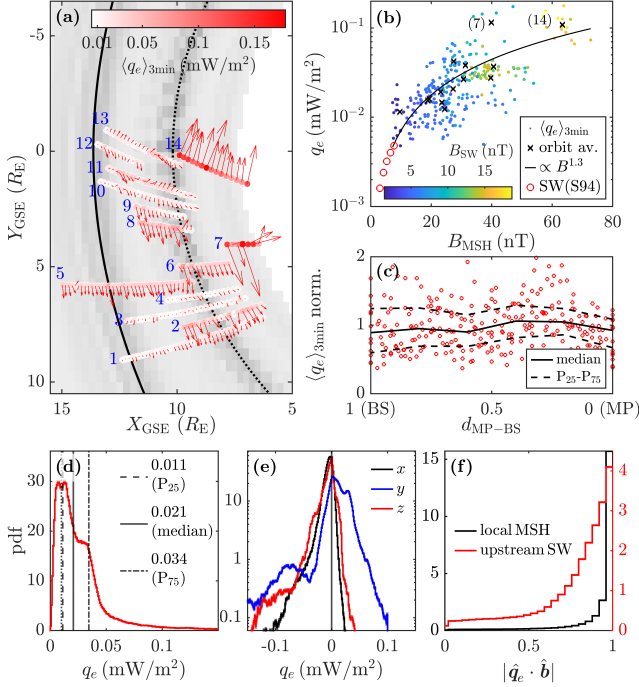 (a)
0.01 0.05 0.1 0.15
⟨q_e⟩_3min (mW/m²)
-5
0
5
10
Y_GSE (R_E)
13
12
11
10
14
9
8
7
6
5
4
3
2
1
15 10 5
X_GSE (R_E)
(b)
(7) (14)
10⁻¹
10⁻²
10⁻³
q_e (mW/m²)
B_SW (nT)
5 10 15
⟨q_e⟩_3min
orbit av.
∝ B^1.3
SW(S94)
0 20 40 60 80
B_MSH (nT)
(c)
2
1.5
1
0.4
0
⟨q_e⟩_3min norm.
median
P_25-P_75
1 (BS) 0.5 0 (MP)
d_MP−BS
(d)
30
20
10
0
pdf
0.011
(P_25)
0.021
(median)
0.034
(P_75)
0 0.05 0.1
q_e (mW/m²)
(e)
x
y
z
10
1
0.1
-0.1 0 0.1
q_e (mW/m²)
(f)
15
10
5
0
local MSH
upstream SW
4
3
2
1
0
0 0.5 1
|q̂_e · b̂|